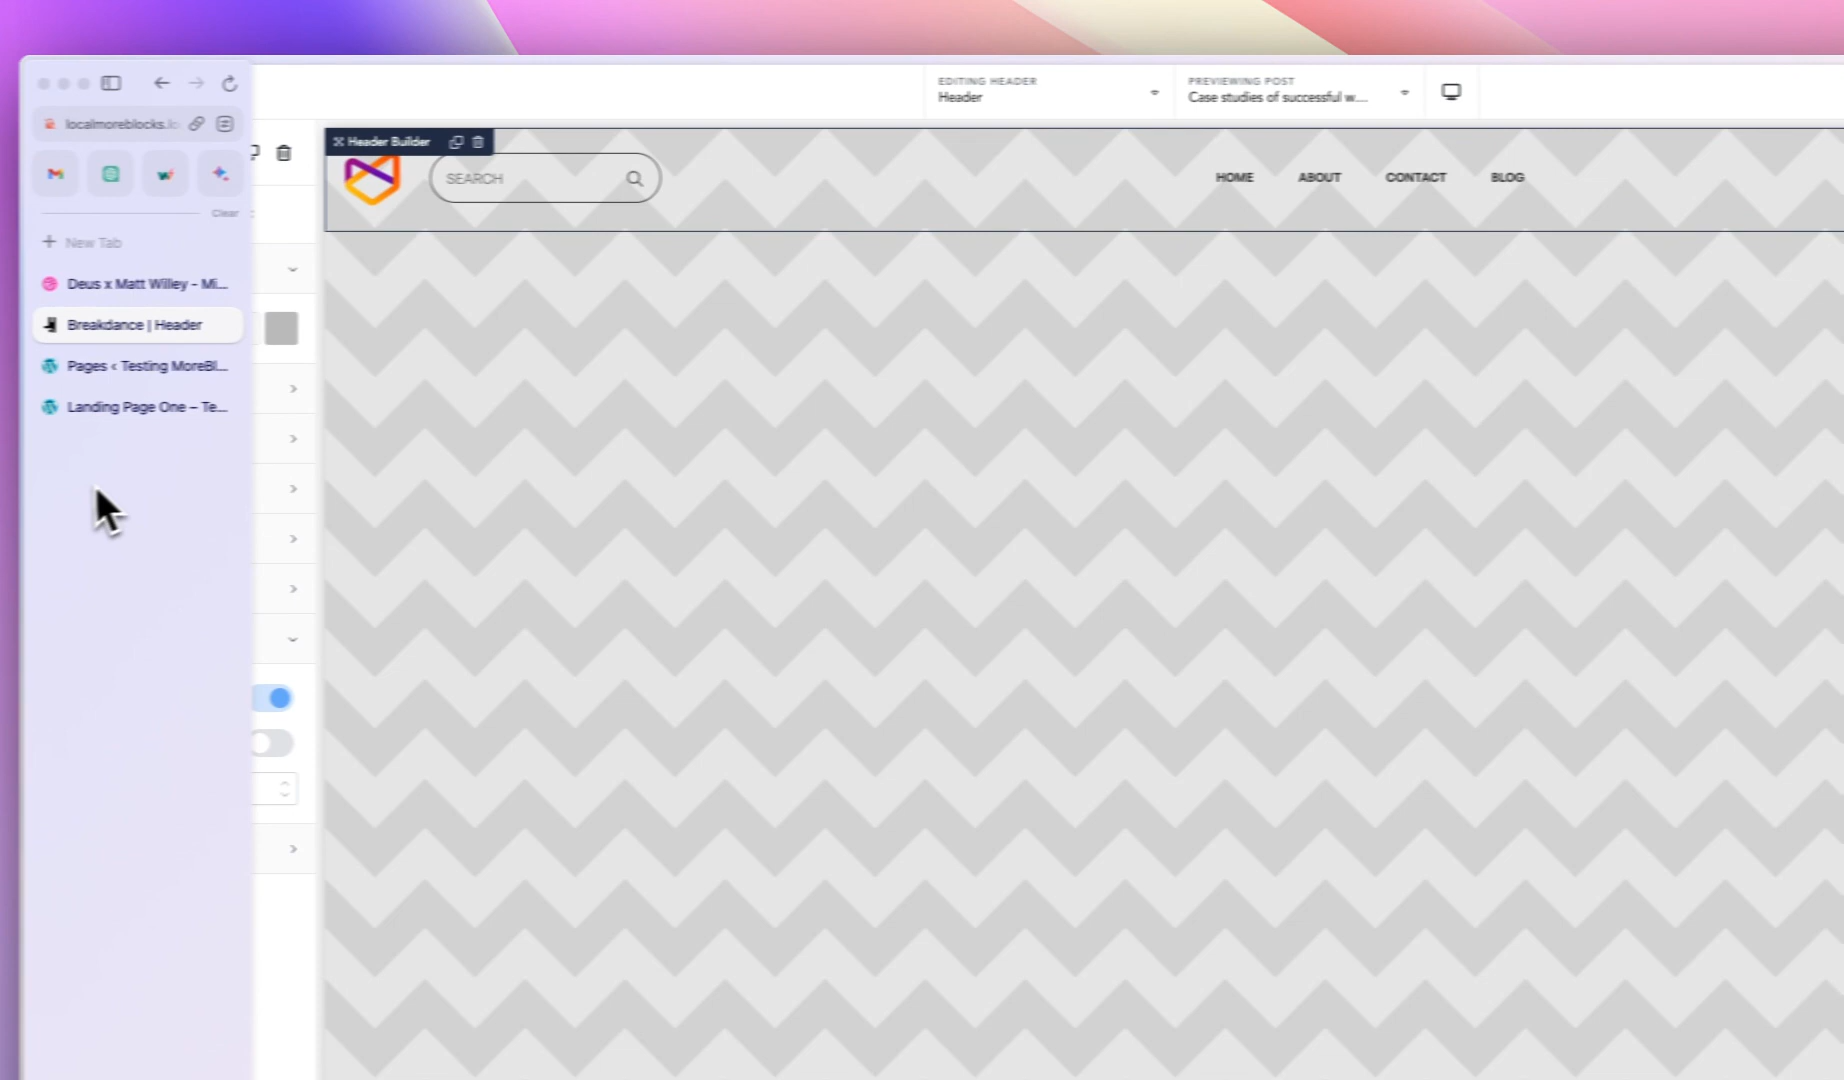 EDITING HEADER
Header
PREVIEWING POST
Case studies of successful w...
localmoreblocks.lo
Header Builder
SEARCH
HOME
ABOUT
CONTACT
BLOG
Clear
New Tab
Deus x Matt Willey - Mi...
Breakdance | Header
Pages < Testing MoreBl...
Landing Page One – Te...